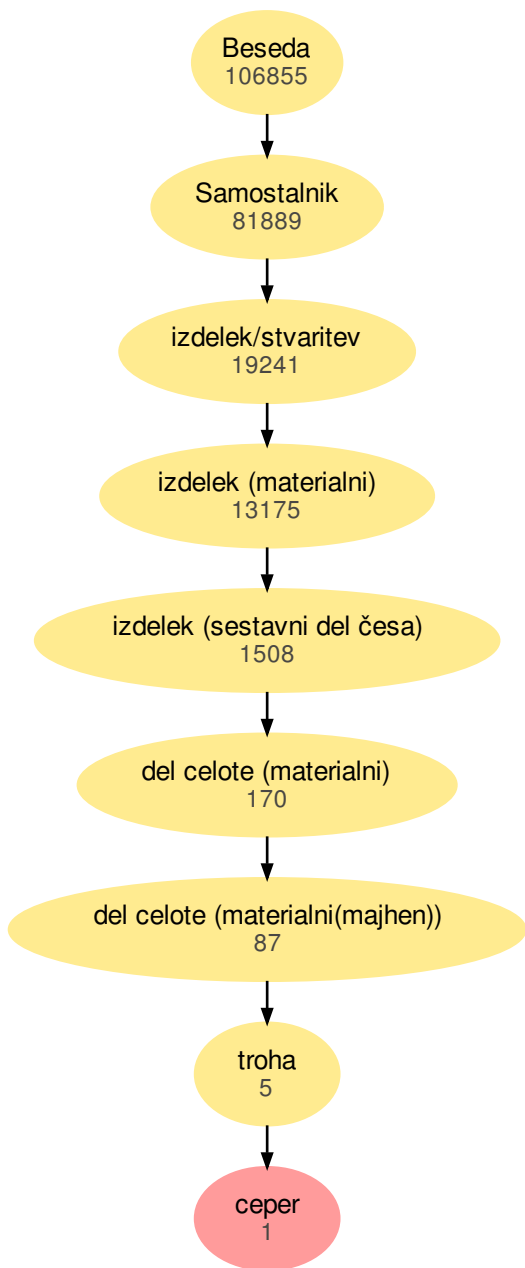 Beseda
106855
Samostalnik
81889
izdelek/stvaritev
19241
izdelek (materialni)
13175
izdelek (sestavni del česa)
1508
del celote (materialni)
170
del celote (materialni(majhen))
87
troha
5
ceper
1